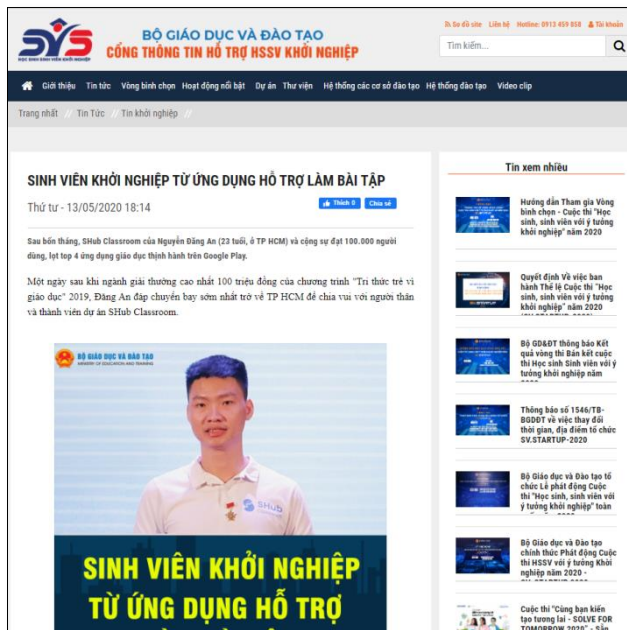 SYS
HỌC SINH SINH VIÊN KHỞI NGHIỆP
BỘ GIÁO DỤC VÀ ĐÀO TẠO
CỔNG THÔNG TIN HỖ TRỢ HSSV KHỞI NGHIỆP
Sơ đồ site Liên hệ Hotline: 0913 459 858 Tài khoản
Tìm kiếm...
Giới thiệu Tin tức Vòng bình chọn Hoạt động nổi bật Dự án Thư viện Hệ thống các cơ sở đào tạo Hệ thống đào tạo Video clip
Trang nhất // Tin Tức // Tin khởi nghiệp //
SINH VIÊN KHỞI NGHIỆP TỪ ỨNG DỤNG HỖ TRỢ LÀM BÀI TẬP
Thứ tư - 13/05/2020 18:14
Thích 0 Chia sẻ
Sau bốn tháng, SHub Classroom của Nguyễn Đăng An (23 tuổi, ở TP HCM) và cộng sự đạt 100.000 người
dùng, lọt top 4 ứng dụng giáo dục thịnh hành trên Google Play.
Một ngày sau khi ngành giải thưởng cao nhất 100 triệu đồng của chương trình "Tri thức trẻ vì
giáo dục" 2019, Đăng An đáp chuyến bay sớm nhất trở về TP HCM để chia vui với người thân
và thành viên dự án SHub Classroom.
BỘ GIÁO DỤC VÀ ĐÀO TẠO
MINISTRY OF EDUCATION AND TRAINING
SHub
SINH VIÊN KHỞI NGHIỆP
TỪ ỨNG DỤNG HỖ TRỢ
Tin xem nhiều
Hướng dẫn Tham gia Vòng
bình chọn - Cuộc thi "Học
sinh, sinh viên với ý tưởng
khởi nghiệp" năm 2020
Quyết định Về việc ban
hành Thể lệ Cuộc thi "Học
sinh, sinh viên với ý tưởng
khởi nghiệp" năm 2020
Bộ GD&ĐT thông báo Kết
quả vòng thi Bán kết cuộc
thi Học sinh Sinh viên với ý
tưởng khởi nghiệp năm
Thông báo số 1546/TB-
BGDĐT về việc thay đổi
thời gian, địa điểm tổ chức
SV.STARTUP-2020
Bộ Giáo dục và Đào tạo tổ
chức Lễ phát động Cuộc
thi "Học sinh, sinh viên với
ý tưởng khởi nghiệp" toàn
Bộ Giáo dục và Đào tạo
chính thức Phát động Cuộc
thi HSSV với ý tưởng Khởi
nghiệp năm 2020 -
Cuộc thi "Cùng bạn kiến
tạo tương lai - SOLVE FOR
TOMORROW 2020" - Sân